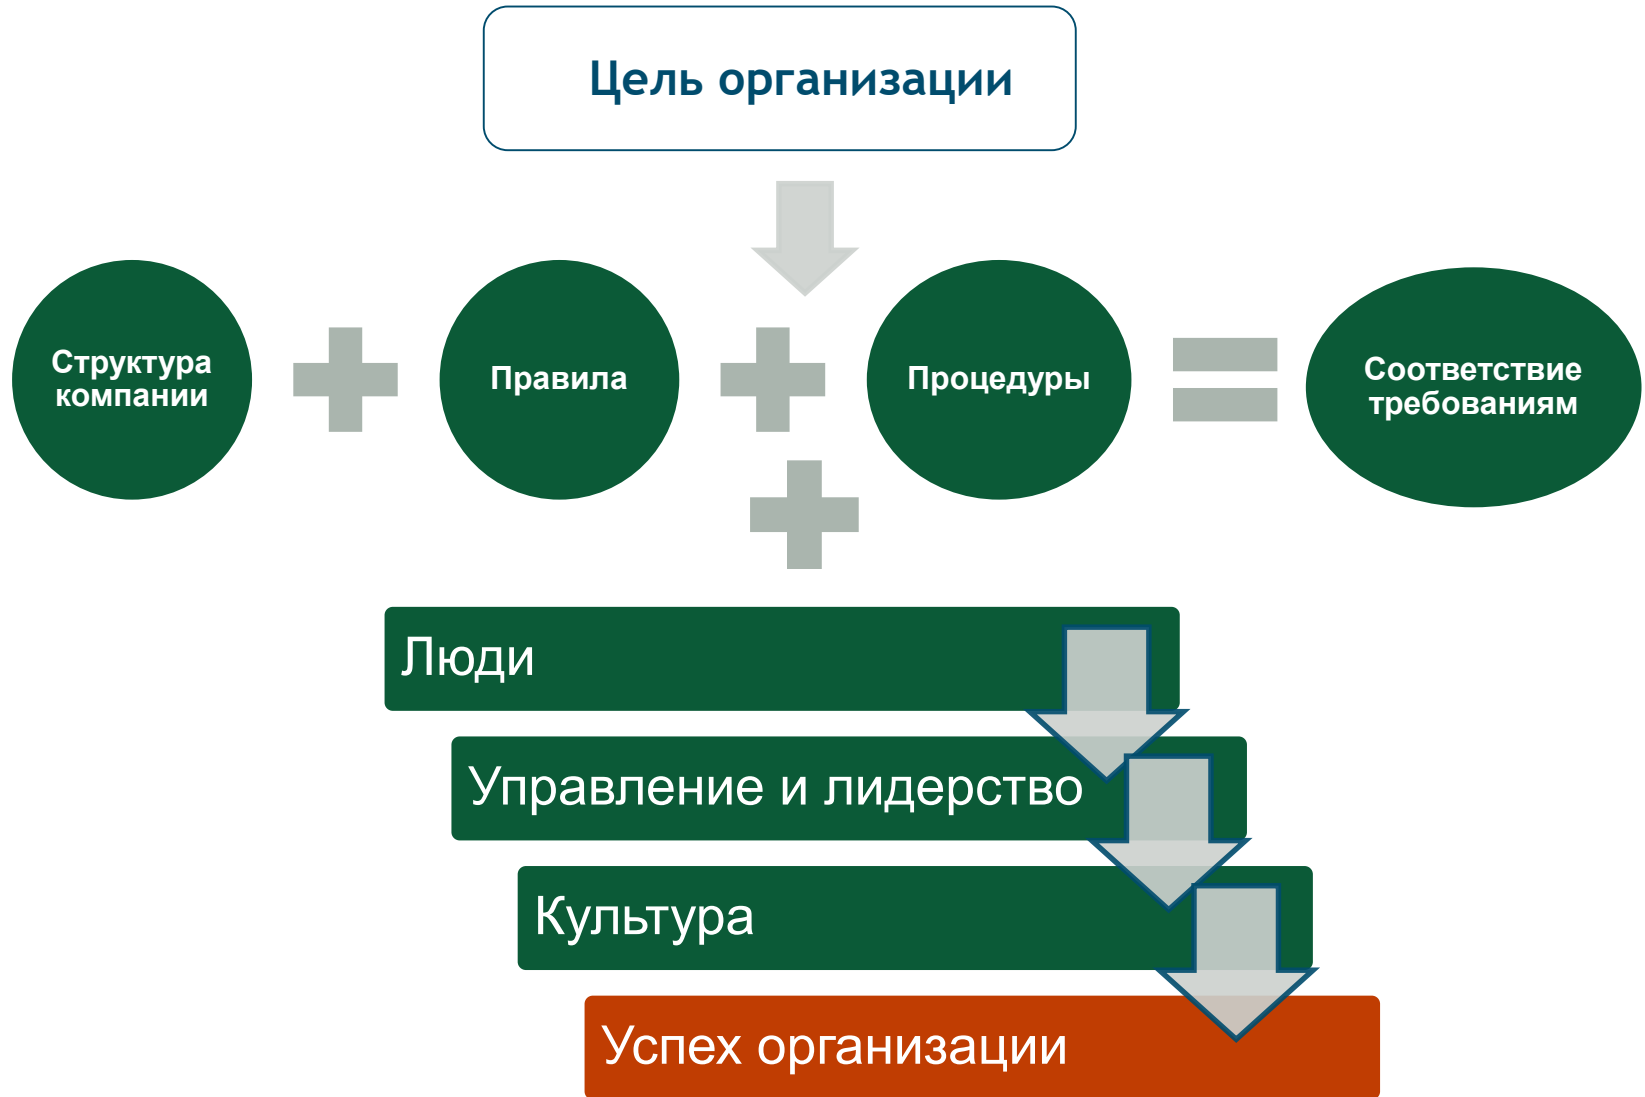 Цель организации
Структура
компании
Правила
Процедуры
Соответствие
требованиям
Люди
Управление и лидерство
Культура
Успех организации